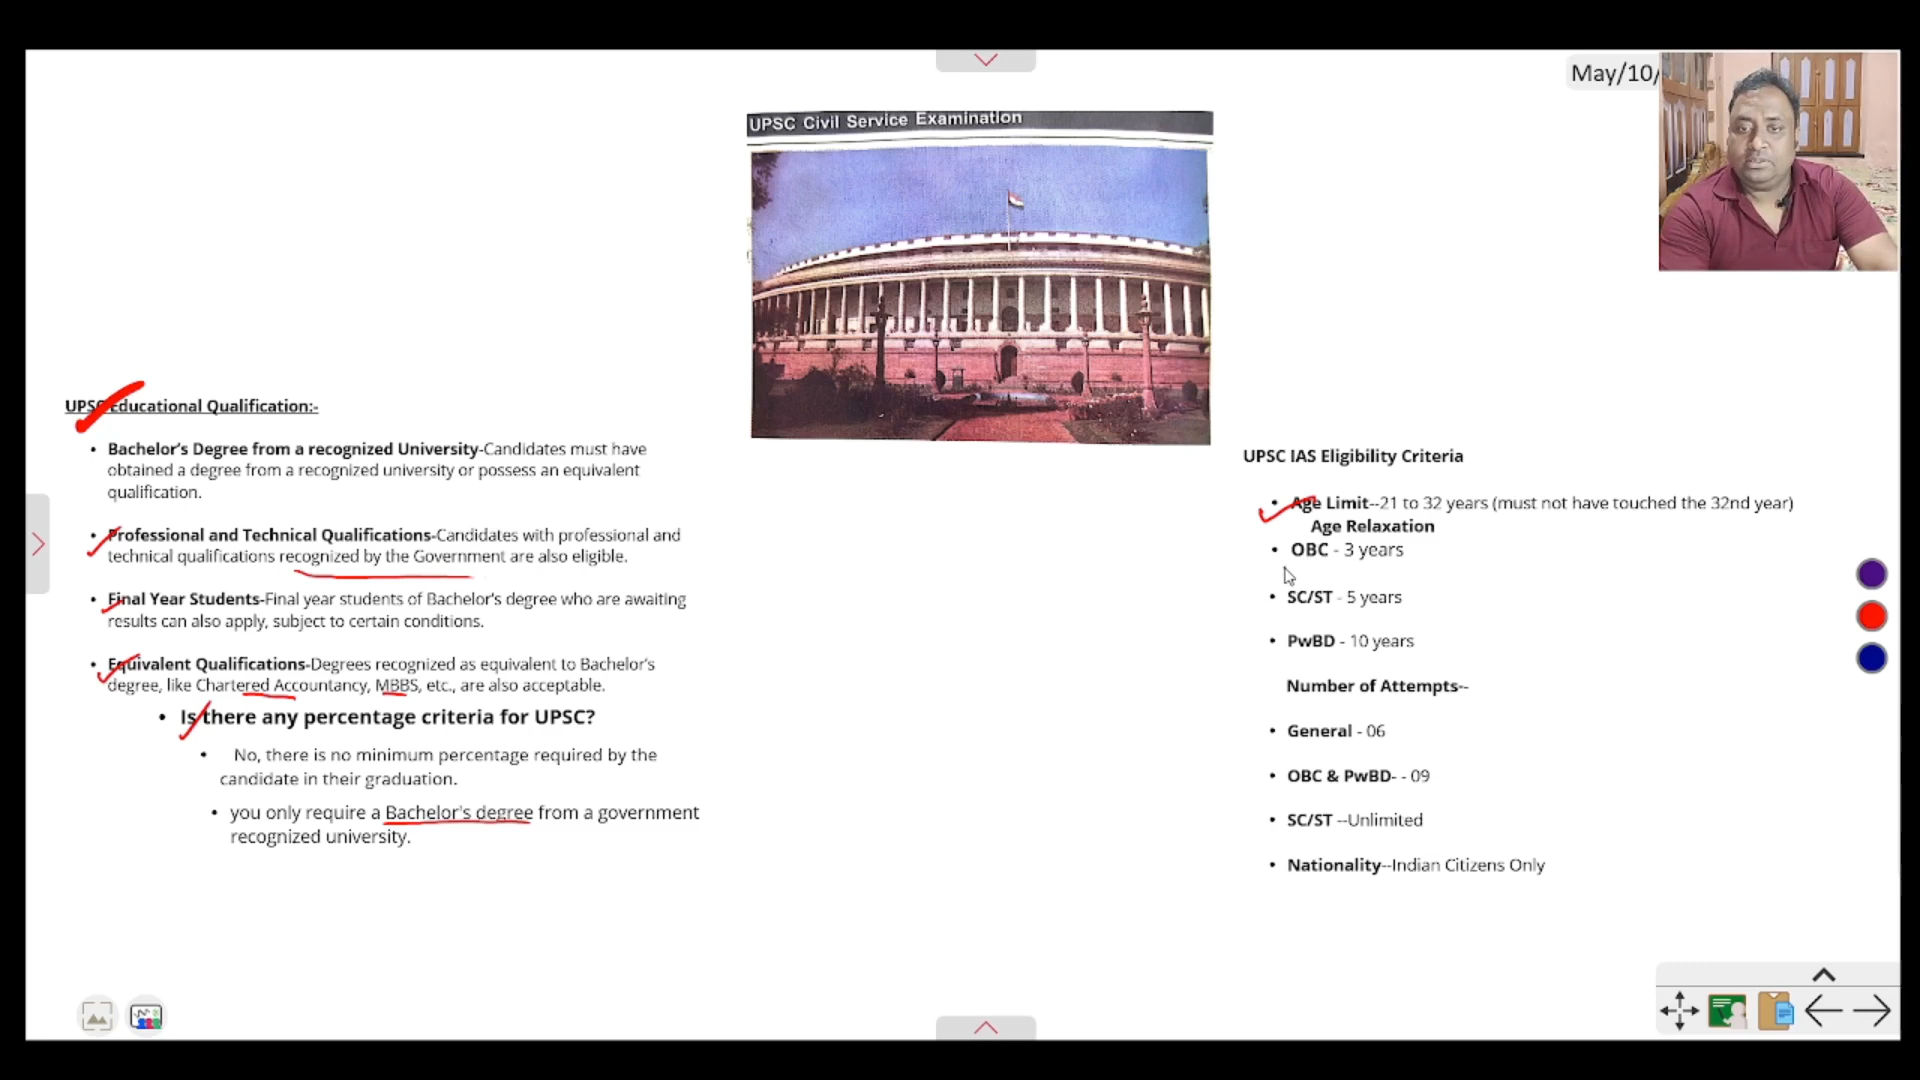 May/10/
UPSC Civil Service Examination
UPSC Educational Qualification:-
• Bachelor's Degree from a recognized University-Candidates must have
obtained a degree from a recognized university or possess an equivalent
qualification.
• Professional and Technical Qualifications-Candidates with professional and
technical qualifications recognized by the Government are also eligible.
• Final Year Students-Final year students of Bachelor's degree who are awaiting
results can also apply, subject to certain conditions.
• Equivalent Qualifications-Degrees recognized as equivalent to Bachelor's
degree, like Chartered Accountancy, MBBS, etc., are also acceptable.
• Is there any percentage criteria for UPSC?
• No, there is no minimum percentage required by the
candidate in their graduation.
• you only require a Bachelor's degree from a government
recognized university.
UPSC IAS Eligibility Criteria
• Age Limit--21 to 32 years (must not have touched the 32nd year)
Age Relaxation
• OBC - 3 years
• SC/ST - 5 years
• PwBD - 10 years
Number of Attempts--
• General - 06
• OBC & PwBD- - 09
• SC/ST --Unlimited
• Nationality--Indian Citizens Only